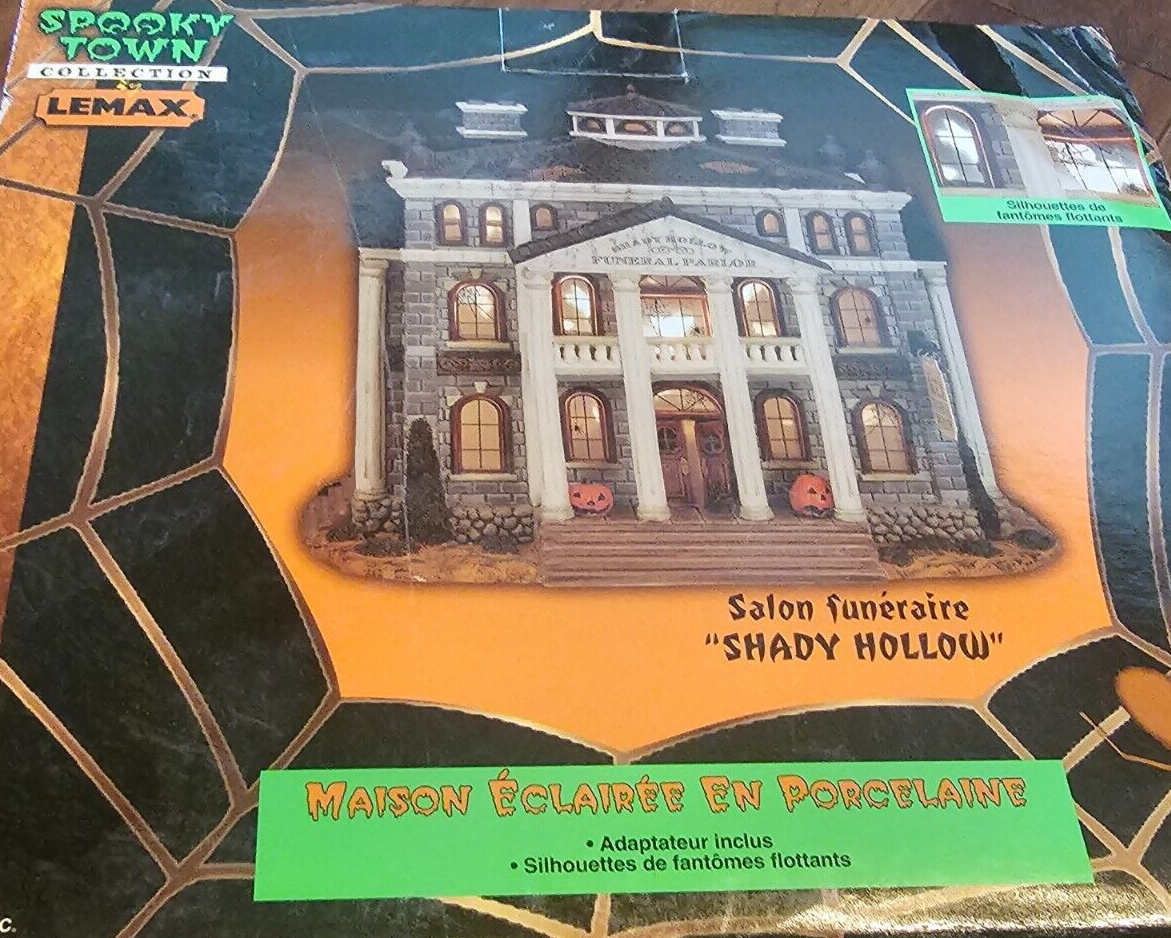 SPOOKY
TOWN
COLLECTION
LEMAX
Silhouettes de
fantômes flottants
SHADY HOLLOW
FUNERAL PARLOR
Salon funéraire
"SHADY HOLLOW"
MAISON ÉCLAIRÉE EN PORCELAINE
• Adaptateur inclus
• Silhouettes de fantômes flottants
C.